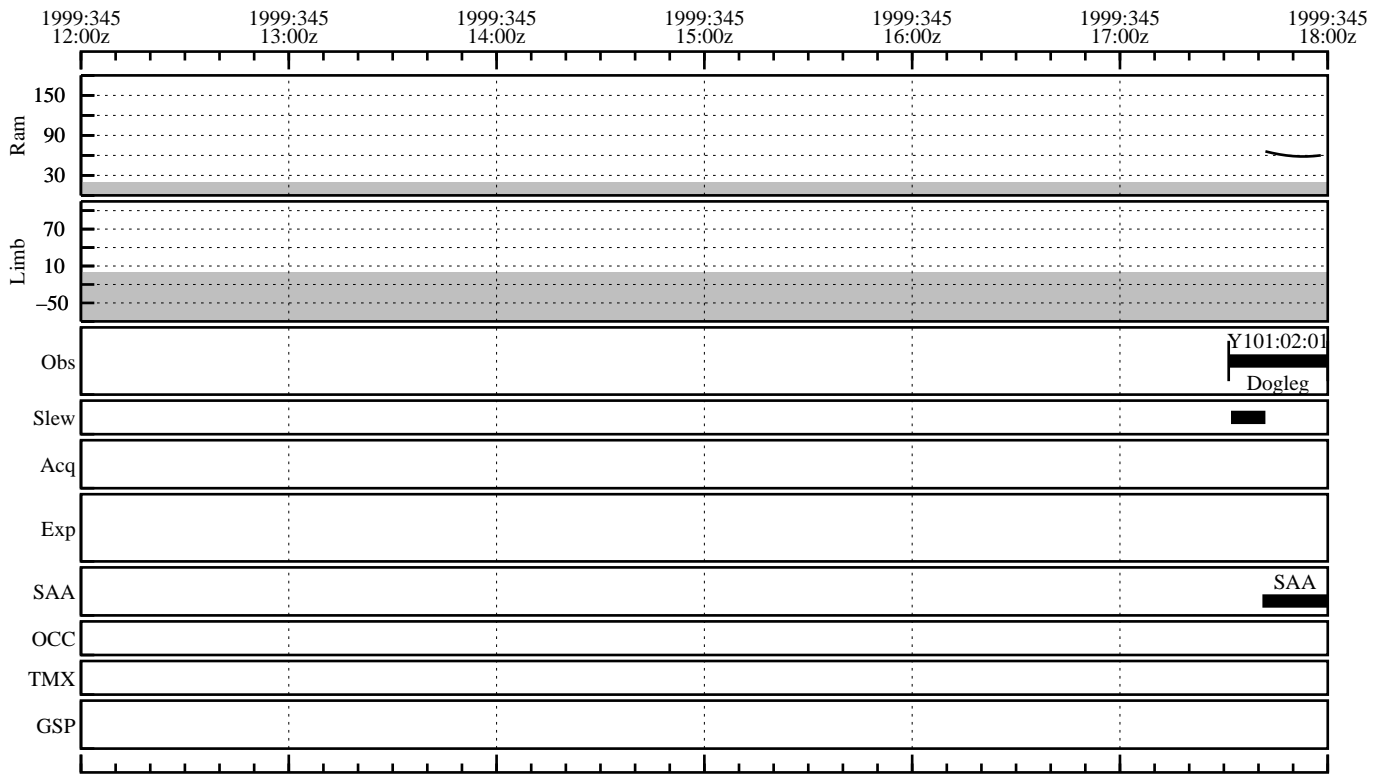 1999:345 1999:345 1999:345 1999:345 1999:345 1999:345 1999:345
12:00z 13:00z 14:00z 15:00z 16:00z 17:00z 18:00z
150
90
30
Ram
70
10
–50
Limb
Y101:02:01
Obs
Dogleg
Slew
Acq
Exp
SAA
SAA
OCC
TMX
GSP